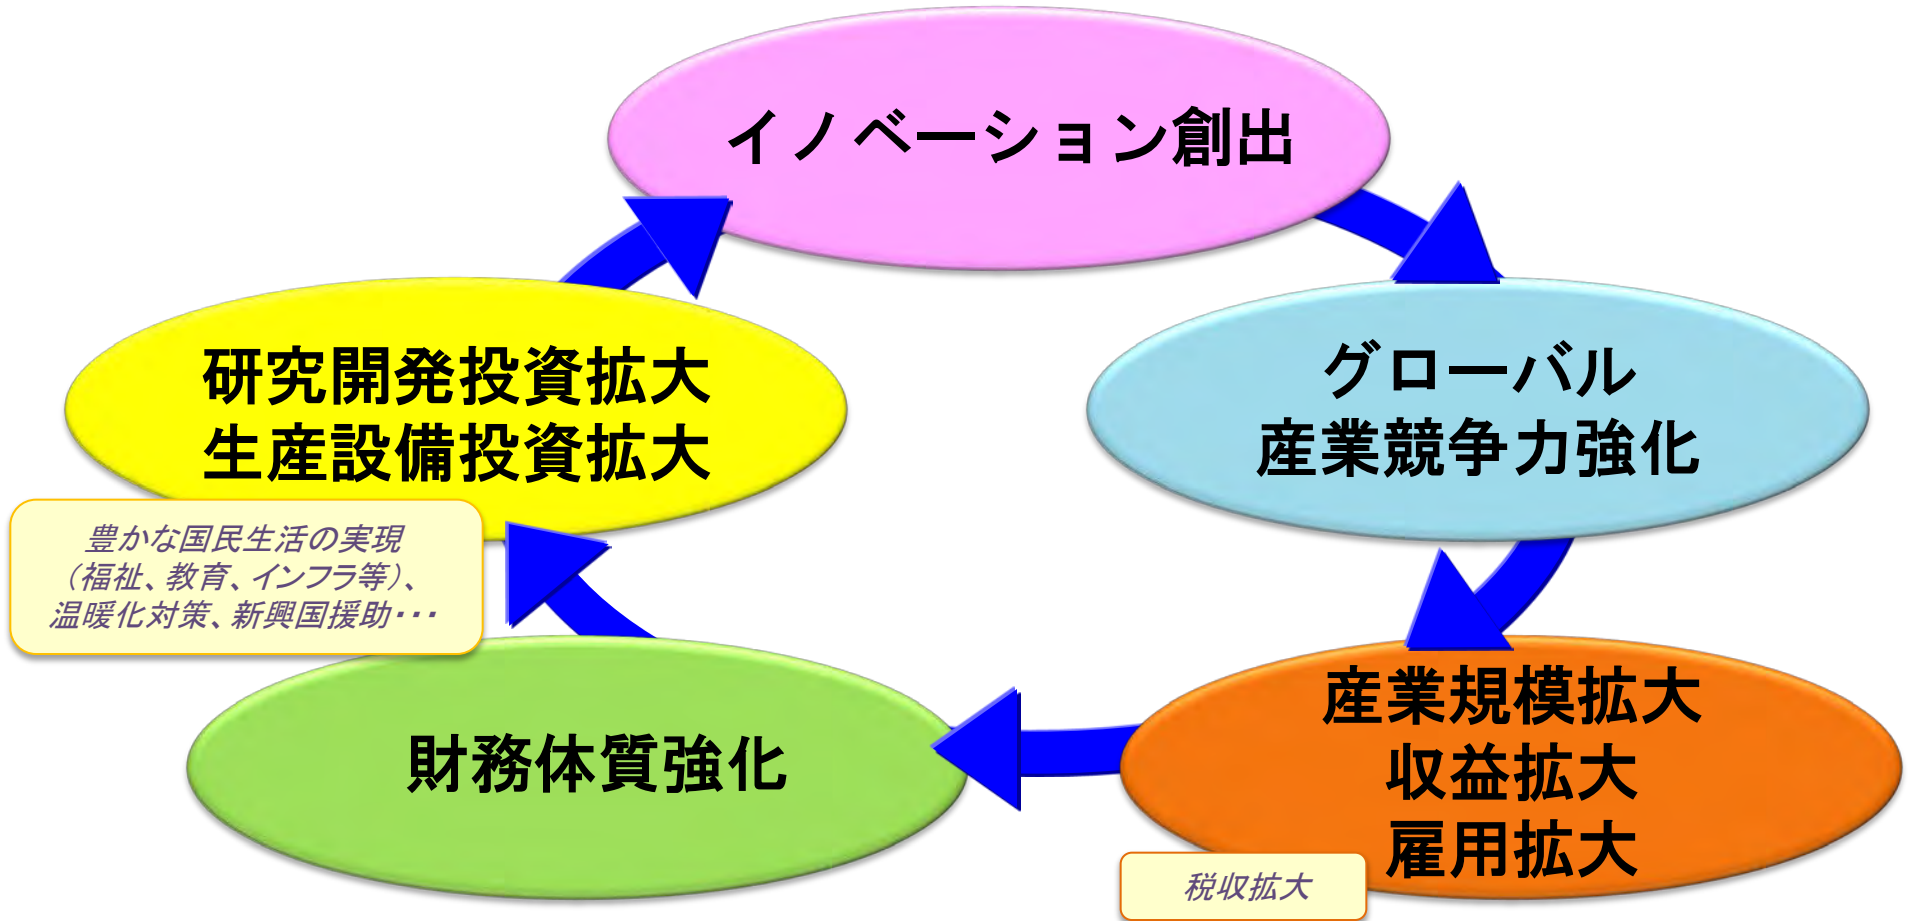 イノベーション創出
グローバル
産業競争力強化
産業規模拡大
収益拡大
雇用拡大
税収拡大
財務体質強化
研究開発投資拡大
生産設備投資拡大
豊かな国民生活の実現
（福祉、教育、インフラ等）、
温暖化対策、新興国援助･･･